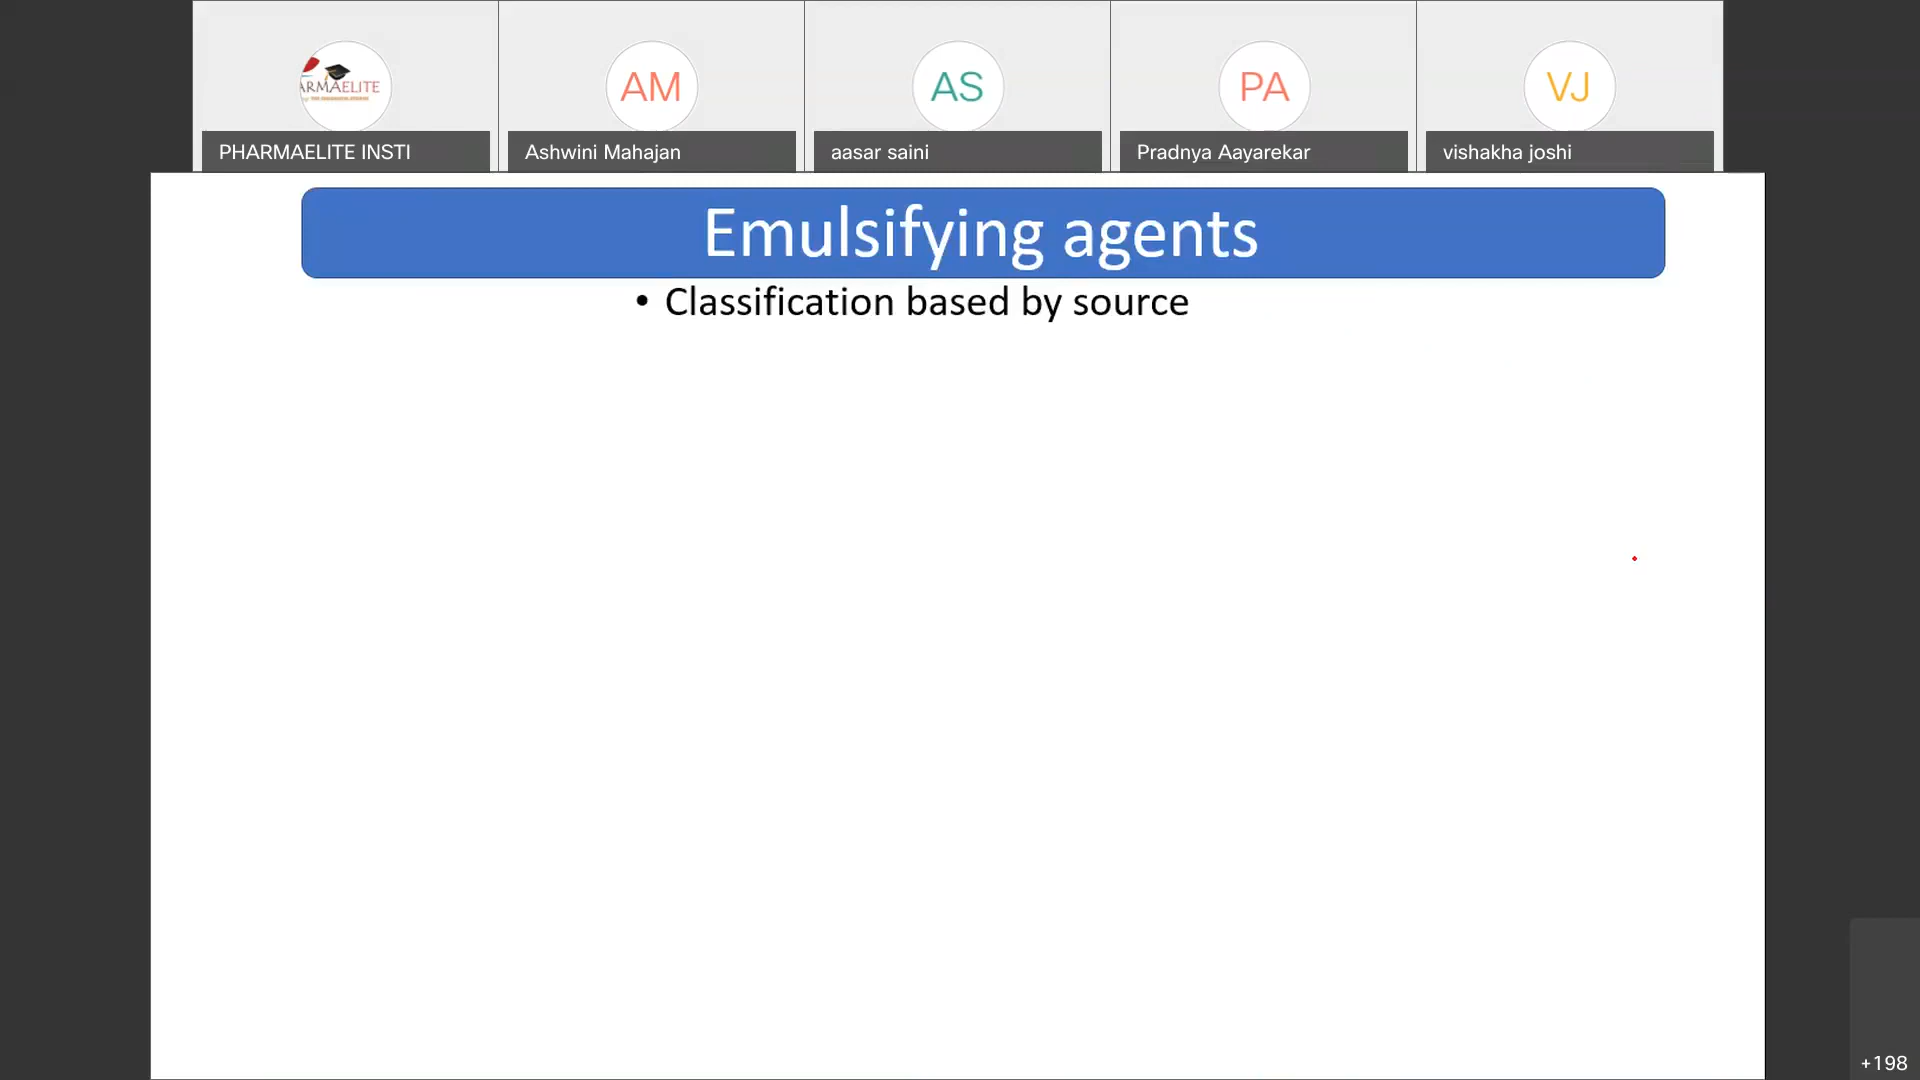 ARMAELITE
AM
AS
PA
VJ
PHARMAELITE INSTI
Ashwini Mahajan
aasar saini
Pradnya Aayarekar
vishakha joshi
Emulsifying agents
• Classification based by source
+198